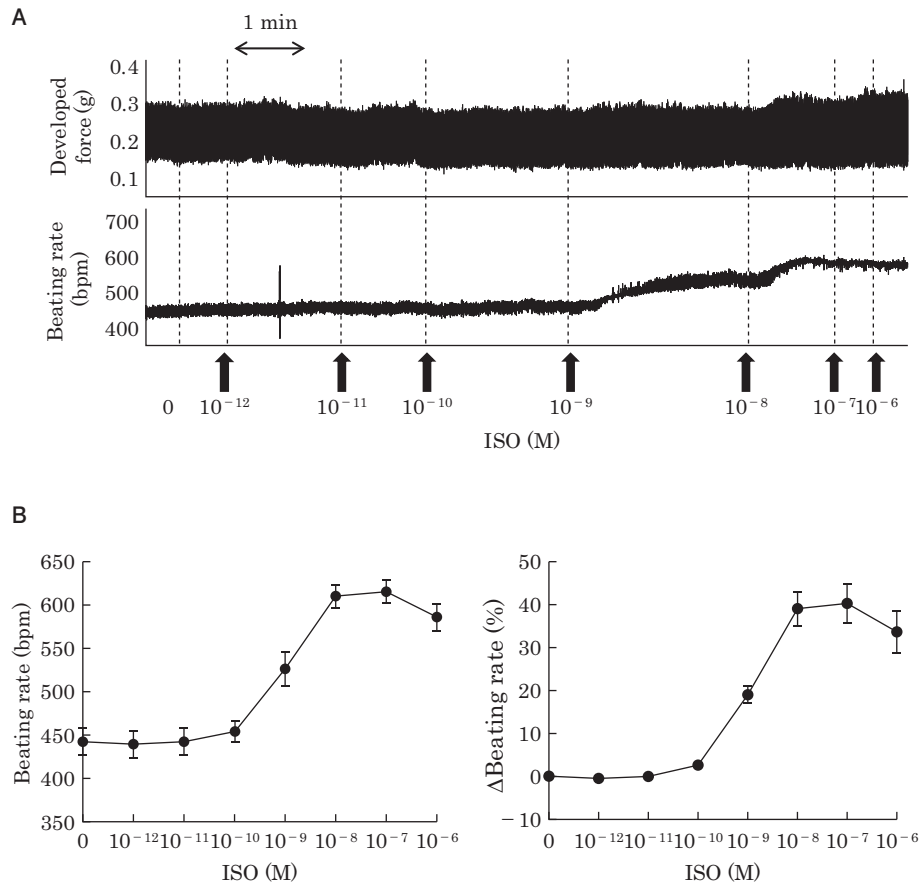 A
1 min
Developed
force (g)
0.4
0.3
0.2
0.1
Beating rate
(bpm)
700
600
500
400
0 10⁻¹² 10⁻¹¹ 10⁻¹⁰ 10⁻⁹ 10⁻⁸ 10⁻⁷ 10⁻⁶
ISO (M)
B
Beating rate (bpm)
650
600
550
500
450
400
350
0 10⁻¹² 10⁻¹¹ 10⁻¹⁰ 10⁻⁹ 10⁻⁸ 10⁻⁷ 10⁻⁶
ISO (M)
ΔBeating rate (%)
50
40
30
20
10
0
−10
0 10⁻¹² 10⁻¹¹ 10⁻¹⁰ 10⁻⁹ 10⁻⁸ 10⁻⁷ 10⁻⁶
ISO (M)